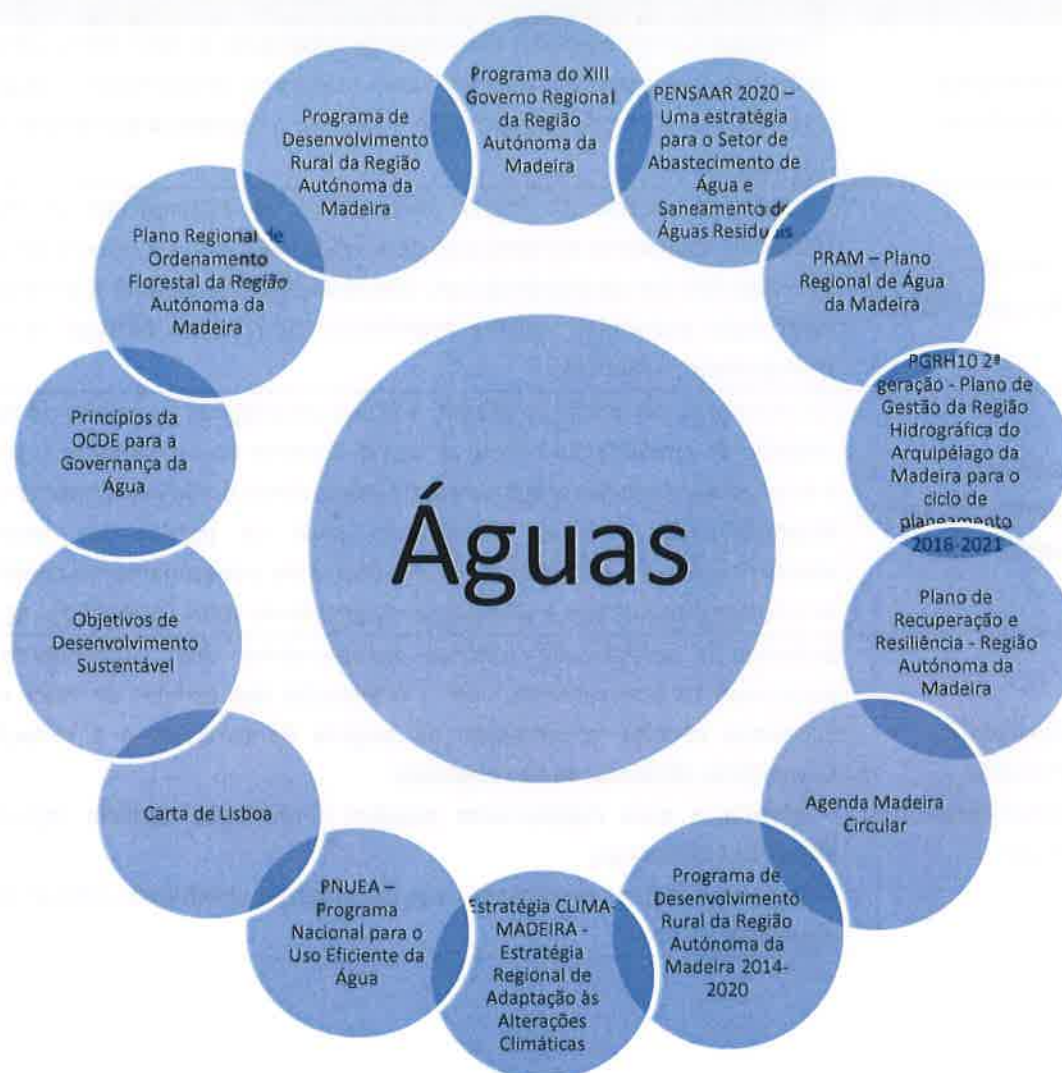 Programa do XIII
Governo Regional
da Região
Autónoma da
Madeira
PENSAAR 2020 –
Uma estratégia
para o Setor de
Abastecimento de
Água e
Saneamento de
Águas Residuais
PRAM – Plano
Regional de Água
da Madeira
PGRH10 2ª
geração - Plano de
Gestão da Região
Hidrográfica do
Arquipélago da
Madeira para o
ciclo de
planeamento
2016-2021
Plano de
Recuperação e
Resiliência - Região
Autónoma da
Madeira
Agenda Madeira
Circular
Programa de
Desenvolvimento
Rural da Região
Autónoma da
Madeira 2014-
2020
Estratégia CLIMA-
MADEIRA -
Estratégia
Regional de
Adaptação às
Alterações
Climáticas
PNUEA –
Programa
Nacional para o
Uso Eficiente da
Água
Carta de Lisboa
Objetivos de
Desenvolvimento
Sustentável
Princípios da
OCDE para a
Governança da
Água
Plano Regional de
Ordenamento
Florestal da Região
Autónoma da
Madeira
Programa de
Desenvolvimento
Rural da Região
Autónoma da
Madeira
Águas